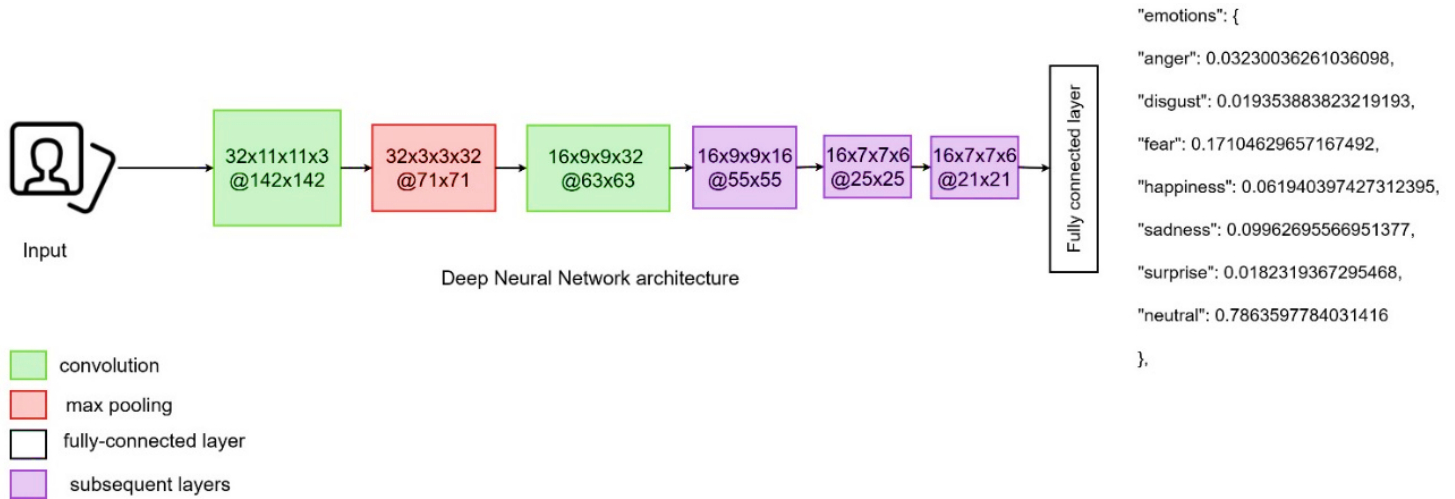 Input
32x11x11x3
@142x142
32x3x3x32
@71x71
16x9x9x32
@63x63
16x9x9x16
@55x55
16x7x7x6
@25x25
16x7x7x6
@21x21
Fully connected layer
Deep Neural Network architecture
"emotions": {
"anger": 0.03230036261036098,
"disgust": 0.019353883823219193,
"fear": 0.17104629657167492,
"happiness": 0.061940397427312395,
"sadness": 0.09962695566951377,
"surprise": 0.0182319367295468,
"neutral": 0.7863597784031416
},
convolution
max pooling
fully-connected layer
subsequent layers